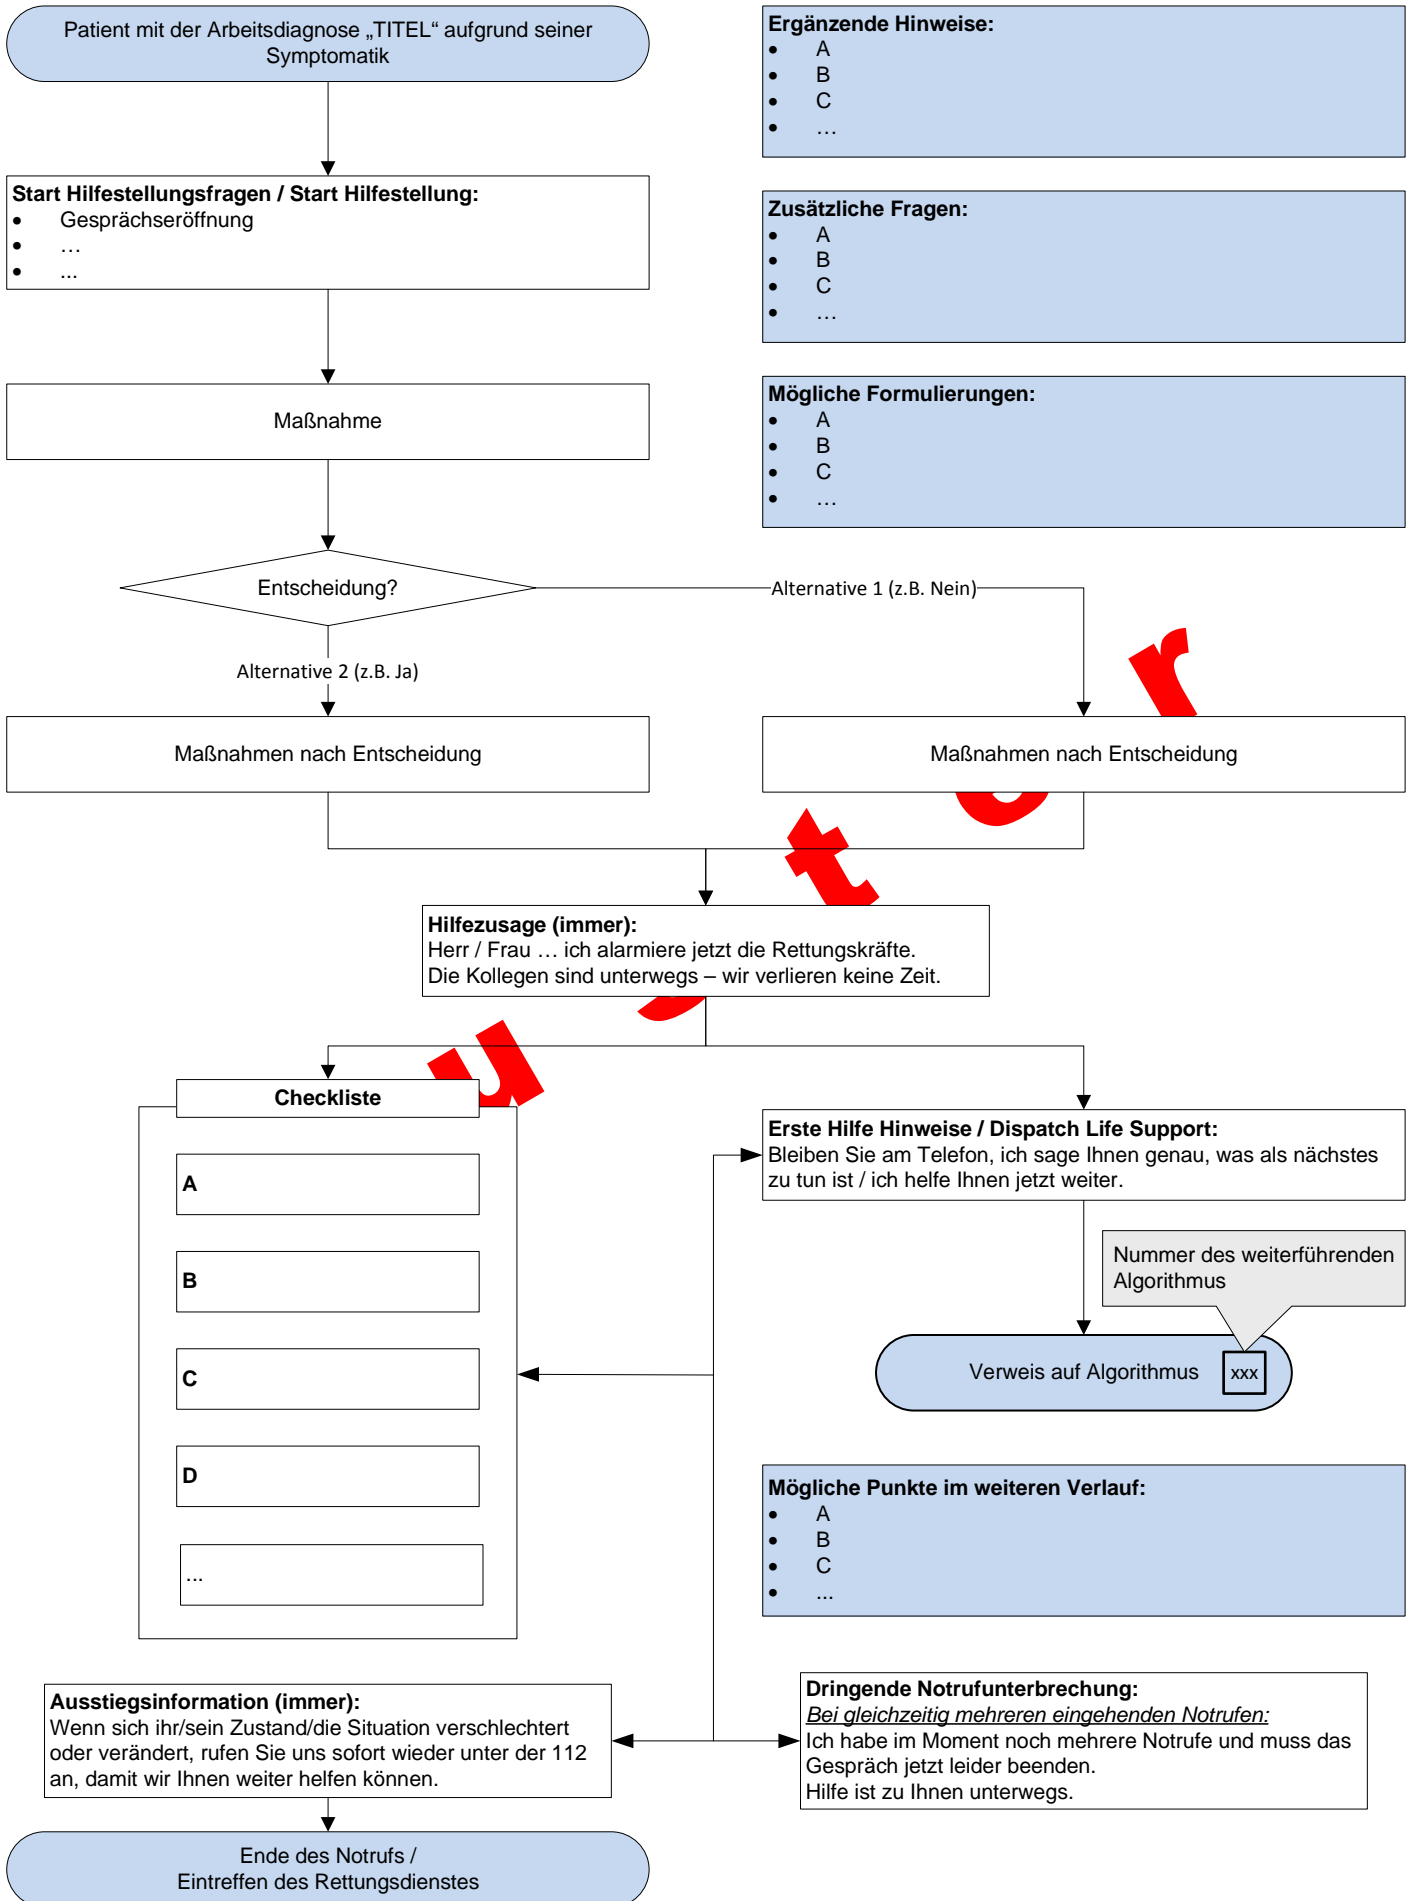 Patient mit der Arbeitsdiagnose „TITEL“ aufgrund seiner
Symptomatik
Ergänzende Hinweise:
• A
• B
• C
• …
Start Hilfestellungsfragen / Start Hilfestellung:
• Gesprächseröffnung
• …
• ...
Zusätzliche Fragen:
• A
• B
• C
• …
Maßnahme
Mögliche Formulierungen:
• A
• B
• C
• …
Entscheidung?
Alternative 1 (z.B. Nein)
Alternative 2 (z.B. Ja)
Maßnahmen nach Entscheidung
Maßnahmen nach Entscheidung
Hilfezusage (immer):
Herr / Frau … ich alarmiere jetzt die Rettungskräfte.
Die Kollegen sind unterwegs – wir verlieren keine Zeit.
Checkliste
A
B
C
D
...
Erste Hilfe Hinweise / Dispatch Life Support:
Bleiben Sie am Telefon, ich sage Ihnen genau, was als nächstes
zu tun ist / ich helfe Ihnen jetzt weiter.
Nummer des weiterführenden
Algorithmus
Verweis auf Algorithmus xxx
Mögliche Punkte im weiteren Verlauf:
• A
• B
• C
• ...
Ausstiegsinformation (immer):
Wenn sich ihr/sein Zustand/die Situation verschlechtert
oder verändert, rufen Sie uns sofort wieder unter der 112
an, damit wir Ihnen weiter helfen können.
Dringende Notrufunterbrechung:
Bei gleichzeitig mehreren eingehenden Notrufen:
Ich habe im Moment noch mehrere Notrufe und muss das
Gespräch jetzt leider beenden.
Hilfe ist zu Ihnen unterwegs.
Ende des Notrufs /
Eintreffen des Rettungsdienstes